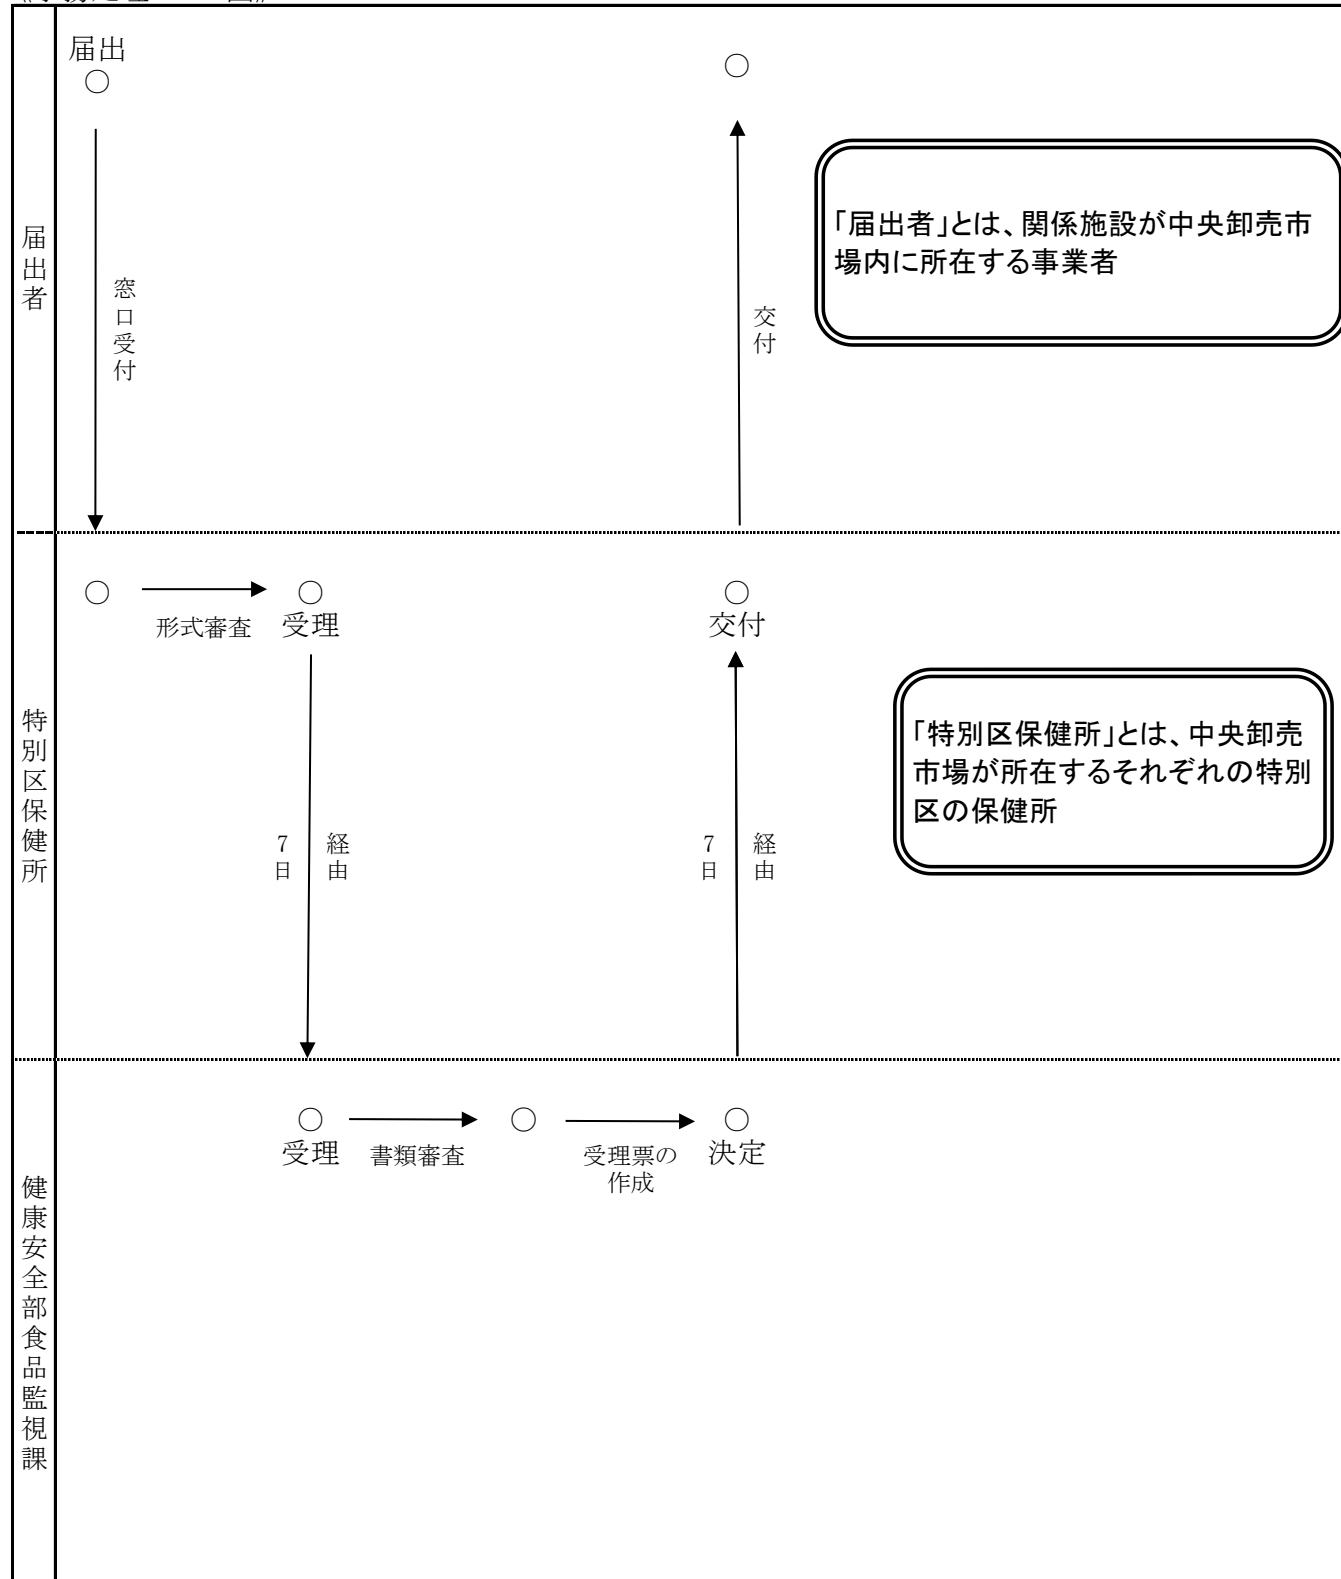 届出
届出者
窓口受付
交付
「届出者」とは、関係施設が中央卸売市
場内に所在する事業者
特別区保健所
形式審査
受理
交付
7日
経由
7日
経由
「特別区保健所」とは、中央卸売
市場が所在するそれぞれの特別
区の保健所
健康安全部食品監視課
受理
書類審査
受理票の
作成
決定